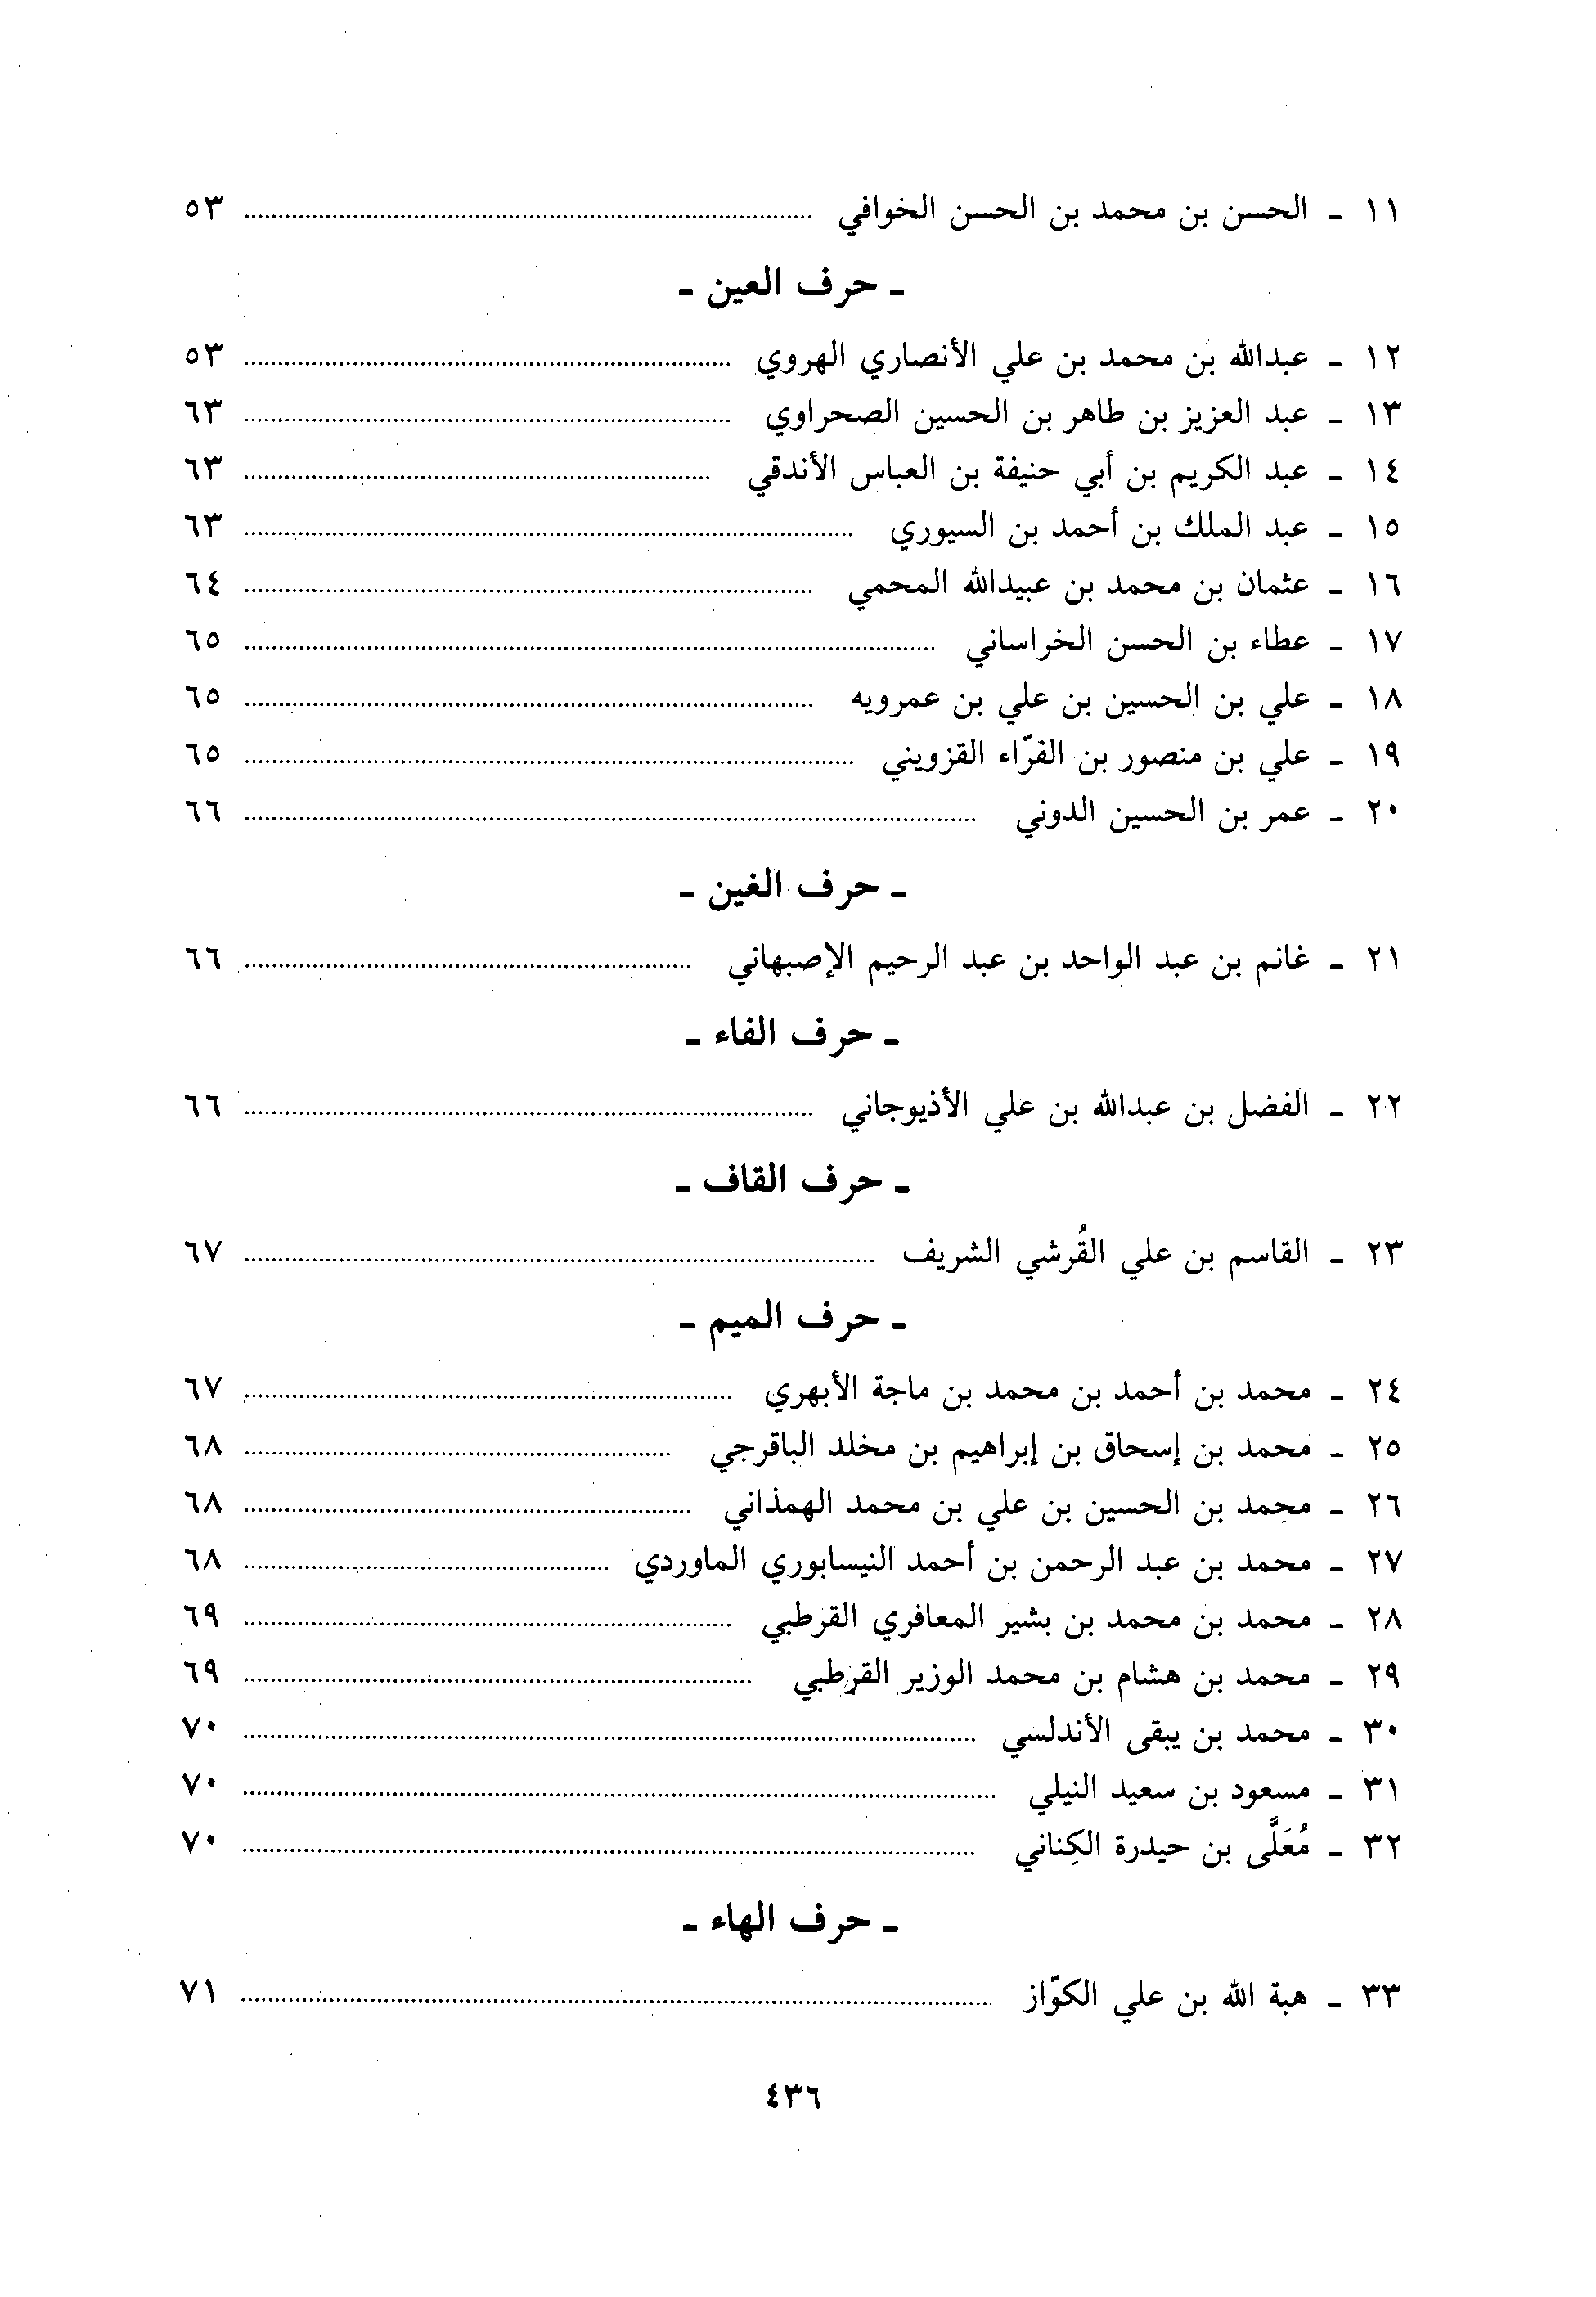 ١١ - الحسن بن محمد بن الحسن الخوافي ........ ٥٣
- حرف العين -
١٢ - عبدالله بن محمد بن علي الأنصاري الهروي ........ ٥٣
١٣ - عبد العزيز بن طاهر بن الحسين الصحراوي ........ ٦٣
١٤ - عبد الكريم بن أبي حنيفة بن العباس الأندقي ........ ٦٣
١٥ - عبد الملك بن أحمد بن السيوري ........ ٦٣
١٦ - عثمان بن محمد بن عبيدالله المحمي ........ ٦٤
١٧ - عطاء بن الحسن الخراساني ........ ٦٥
١٨ - علي بن الحسين بن علي بن عمرويه ........ ٦٥
١٩ - علي بن منصور بن الفرّاء القزويني ........ ٦٥
٢٠ - عمر بن الحسين الدوني ........ ٦٦
- حرف الغين -
٢١ - غانم بن عبد الواحد بن عبد الرحيم الإصبهاني ........ ٦٦
- حرف الفاء -
٢٢ - الفضل بن عبدالله بن علي الأذيوجاني ........ ٦٦
- حرف القاف -
٢٣ - القاسم بن علي القُرشي الشريف ........ ٦٧
- حرف الميم -
٢٤ - محمد بن أحمد بن محمد بن ماجة الأبهري ........ ٦٧
٢٥ - محمد بن إسحاق بن إبراهيم بن مخلد الباقرجي ........ ٦٨
٢٦ - محمد بن الحسين بن علي بن محمد الهمذاني ........ ٦٨
٢٧ - محمد بن عبد الرحمن بن أحمد النيسابوري الماوردي ........ ٦٨
٢٨ - محمد بن محمد بن بشير المعافري القرطبي ........ ٦٩
٢٩ - محمد بن هشام بن محمد الوزير القرطبي ........ ٦٩
٣٠ - محمد بن يبقى الأندلسي ........ ٧٠
٣١ - مسعود بن سعيد النيلي ........ ٧٠
٣٢ - مُعَلَّى بن حيدرة الكِناني ........ ٧٠
- حرف الهاء -
٣٣ - هبة الله بن علي الكوّاز ........ ٧١
٤٣٦